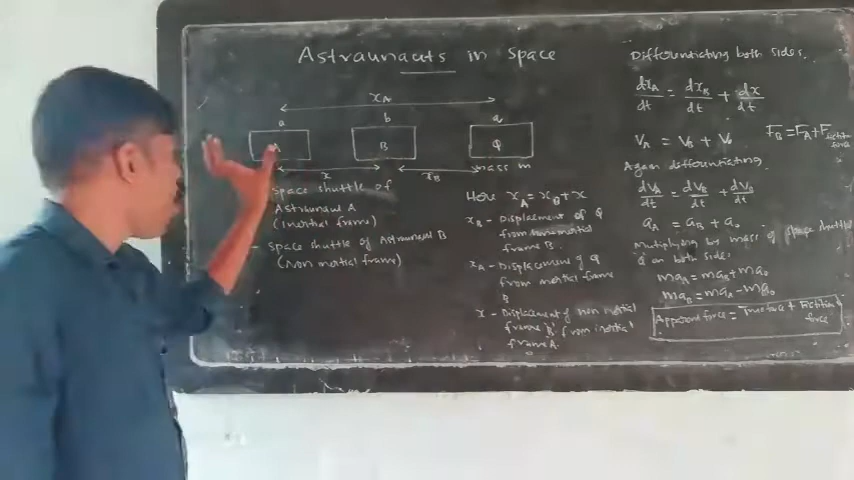 Astraunauts in Space
x_A
a
b
q
A
B
Q
mass m
x
x_B
space shuttle of
Astraunaut A
(inertial frame)
- space shuttle of Astraunaut B
(Non inertial frame)
Here x_A = x_B + x
x_B - Displacement of Q
from
frame B.
x_A - Displacement of Q
from inertial frame
x - Displacement of non inertial
frame 'B' from inertial
frame A.
Differentiating both sides.
dx_A/dt = dx_B/dt + dx/dt
V_A = V_B + V_0
F_B = F_A + F
force
Again differentiating
dV_A/dt = dV_B/dt + dV_0/dt
a_A = a_B + a_0
Multiplying by mass of
Q on both sides
ma_A = ma_B + ma_0
ma_B = ma_A - ma_0
Apparent force = True force + Fictitious
force